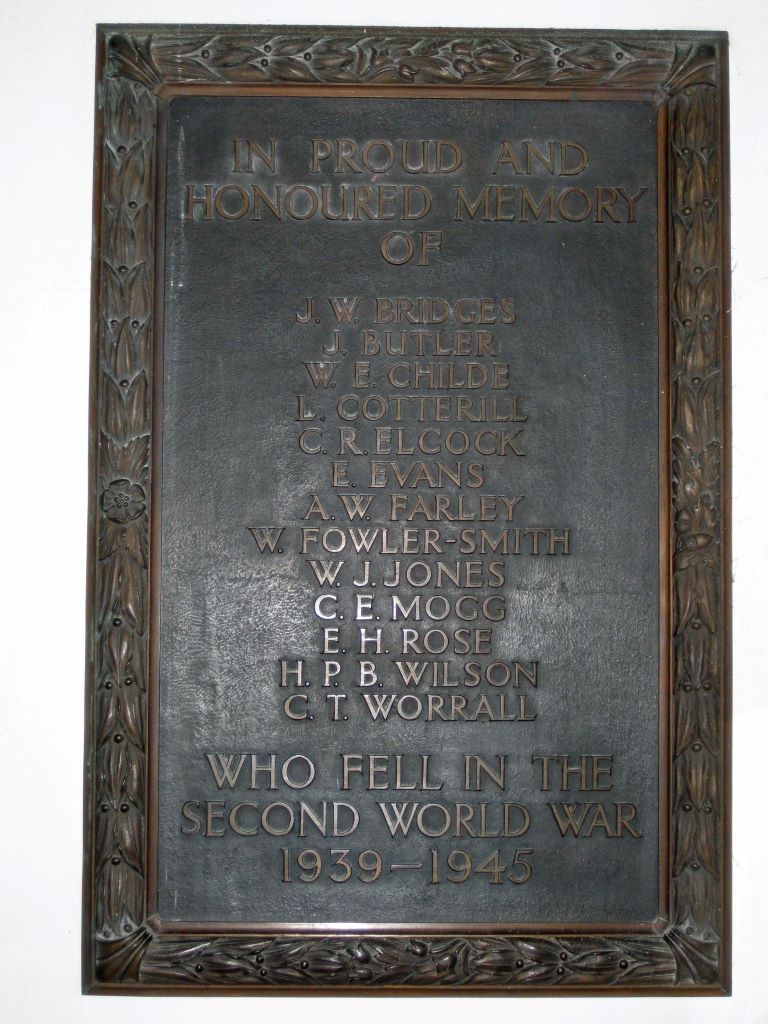 IN PROUD AND
HONOURED MEMORY
OF
J. W. BRIDGES
J. BUTLER
W. E. CHILDE
L. COTTERILL
C. R. ELCOCK
E. EVANS
A. W. FARLEY
W. FOWLER-SMITH
W. J. JONES
C. E. MOGG
E. H. ROSE
H. P. B. WILSON
C. T. WORRALL
WHO FELL IN THE
SECOND WORLD WAR
1939–1945